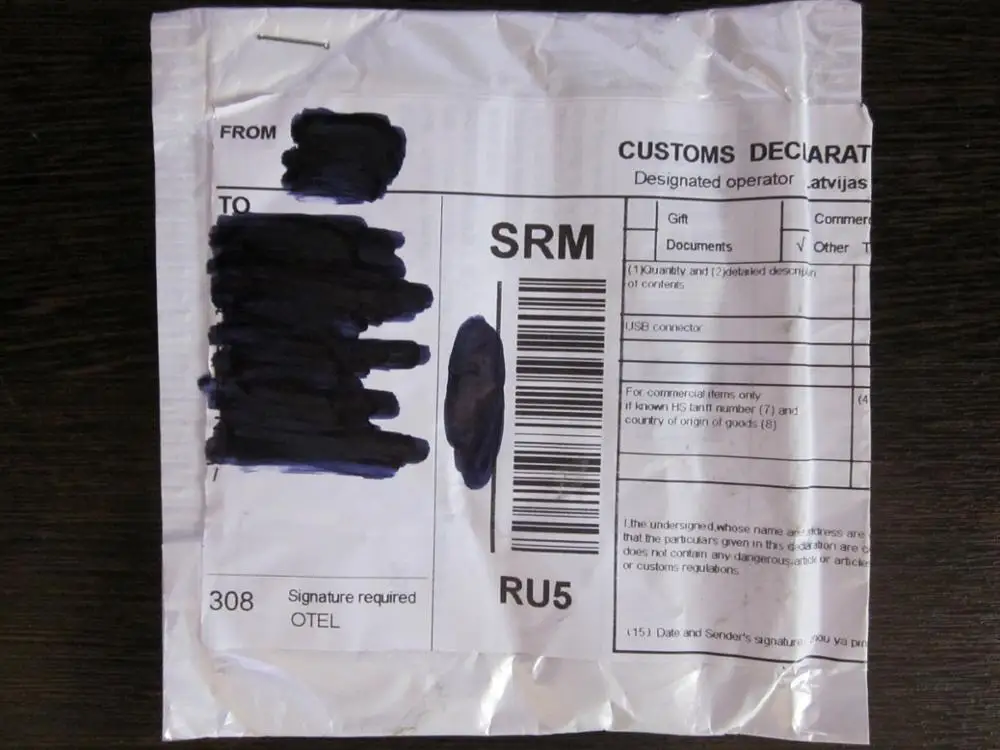 FROM
TO
308
Signature required
OTEL
SRM
RU5
CUSTOMS DECLARAT
Designated operator .atvijas
Gift
Commer
Documents
√ Other T
(1)Quantity and (2)detailed description
of contents
USB connector
For commercial items only
if known HS tariff number (7) and
country of origin of goods (8)
(4
I,the undersigned,whose name and address are
that the particulars given in this declaration are c
does not contain any dangerous article or article
or customs regulations
(15) Date and Sender's signature